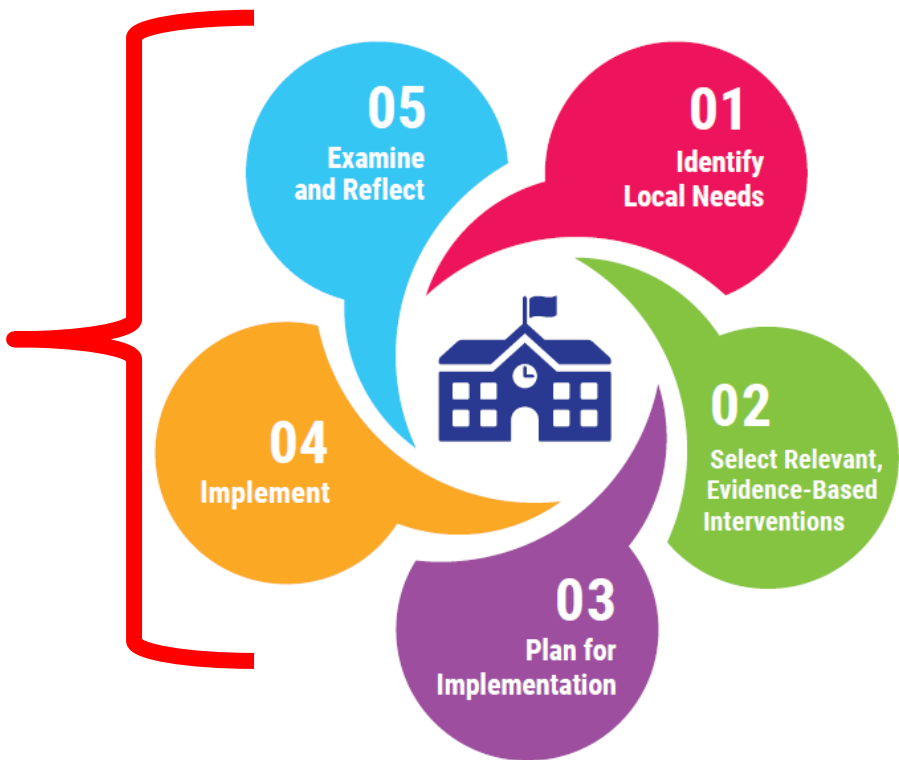 01
Identify
Local Needs
02
Select Relevant,
Evidence-Based
Interventions
03
Plan for
Implementation
04
Implement
05
Examine
and Reflect